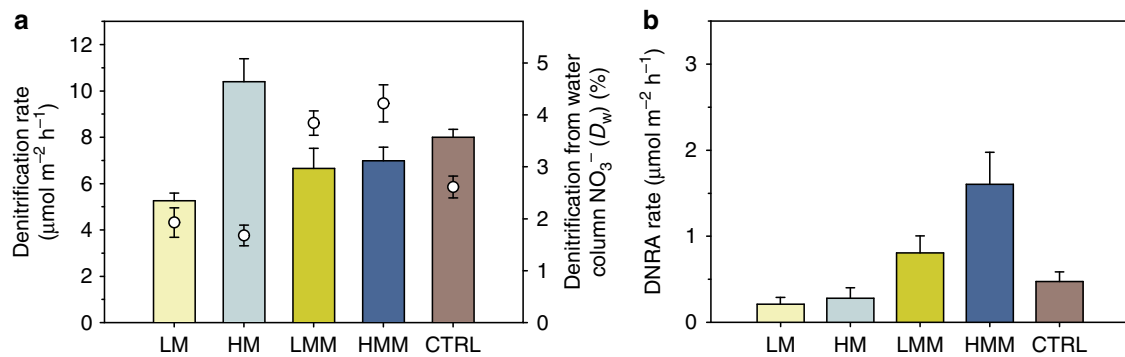 a
Denitrification rate
(μmol m⁻² h⁻¹)
12
10
8
6
4
2
0
5
4
3
2
1
0
Denitrification from water
column NO₃⁻ (Dw) (%)
LM HM LMM HMM CTRL
b
DNRA rate (μmol m⁻² h⁻¹)
3
2
1
0
LM HM LMM HMM CTRL